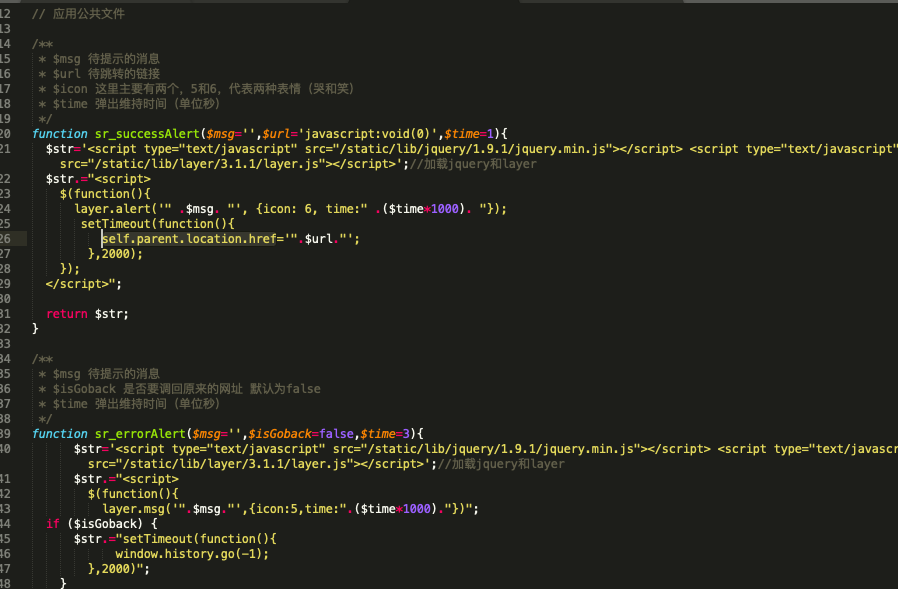 12 // 应用公共文件
13
14 /**
15 * $msg 待提示的消息
16 * $url 待跳转的链接
17 * $icon 这里主要有两个，5和6，代表两种表情（哭和笑）
18 * $time 弹出维持时间（单位秒）
19 */
20 function sr_successAlert($msg='',$url='javascript:void(0)',$time=1){
21 $str='<script type="text/javascript" src="/static/lib/jquery/1.9.1/jquery.min.js"></script> <script type="text/javascript"
src="/static/lib/layer/3.1.1/layer.js"></script>';//加载jquery和layer
22 $str.="<script>
23 $(function(){
24 layer.alert('" .$msg. "', {icon: 6, time:" .($time*1000). "});
25 setTimeout(function(){
26 self.parent.location.href='".$url."';
27 },2000);
28 });
29 </script>";
30
31 return $str;
32 }
33
34 /**
35 * $msg 待提示的消息
36 * $isGoback 是否要调回原来的网址 默认为false
37 * $time 弹出维持时间（单位秒）
38 */
39 function sr_errorAlert($msg='',$isGoback=false,$time=3){
40 $str='<script type="text/javascript" src="/static/lib/jquery/1.9.1/jquery.min.js"></script> <script type="text/javascr
src="/static/lib/layer/3.1.1/layer.js"></script>';//加载jquery和layer
41 $str.="<script>
42 $(function(){
43 layer.msg('".$msg."',{icon:5,time:".($time*1000)."})";
44 if ($isGoback) {
45 $str.="setTimeout(function(){
46 window.history.go(-1);
47 },2000)";
48 }